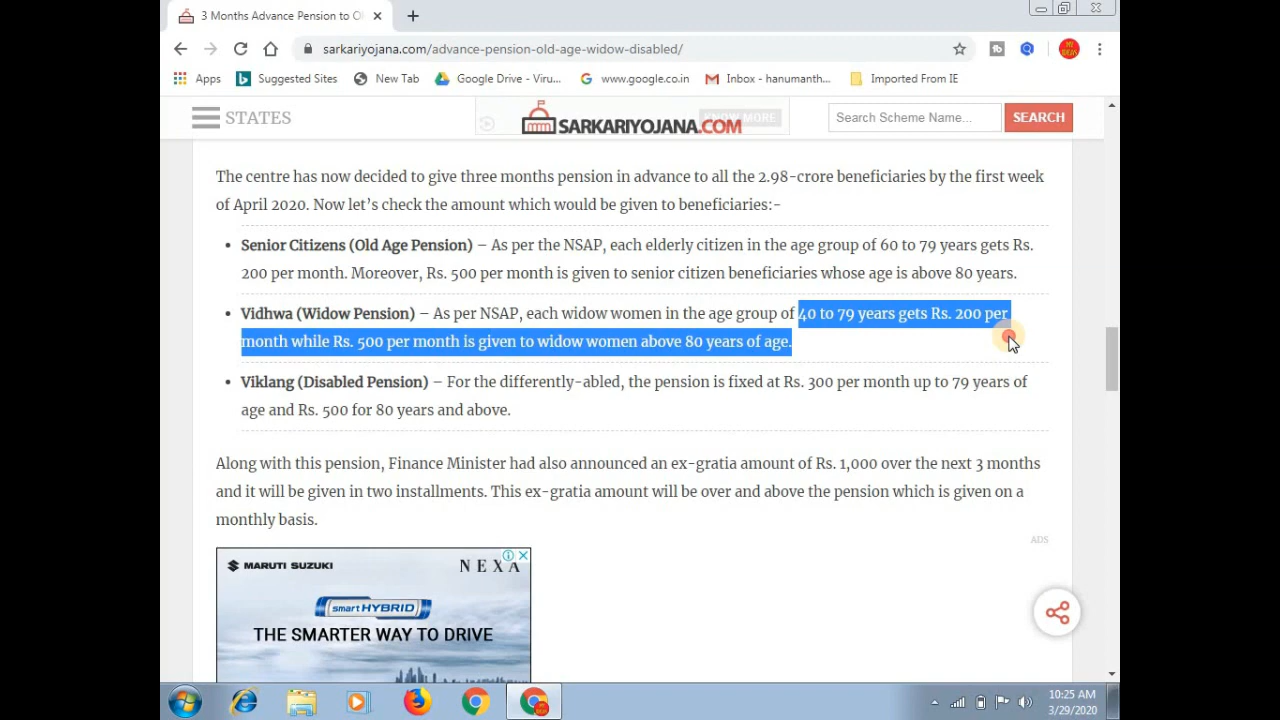 3 Months Advance Pension to O
sarkariyojana.com/advance-pension-old-age-widow-disabled/
Apps
Suggested Sites
New Tab
Google Drive - Viru...
www.google.co.in
Inbox - hanumanth...
Imported From IE
STATES
KNOW MORE
SARKARIYOJANA.COM
Search Scheme Name...
SEARCH
The centre has now decided to give three months pension in advance to all the 2.98-crore beneficiaries by the first week
of April 2020. Now let’s check the amount which would be given to beneficiaries:-
• Senior Citizens (Old Age Pension) – As per the NSAP, each elderly citizen in the age group of 60 to 79 years gets Rs.
200 per month. Moreover, Rs. 500 per month is given to senior citizen beneficiaries whose age is above 80 years.
• Vidhwa (Widow Pension) – As per NSAP, each widow women in the age group of 40 to 79 years gets Rs. 200 per
month while Rs. 500 per month is given to widow women above 80 years of age.
• Viklang (Disabled Pension) – For the differently-abled, the pension is fixed at Rs. 300 per month up to 79 years of
age and Rs. 500 for 80 years and above.
Along with this pension, Finance Minister had also announced an ex-gratia amount of Rs. 1,000 over the next 3 months
and it will be given in two installments. This ex-gratia amount will be over and above the pension which is given on a
monthly basis.
ADS
MARUTI SUZUKI
NEXA
smart HYBRID
THE SMARTER WAY TO DRIVE
10:25 AM
3/29/2020